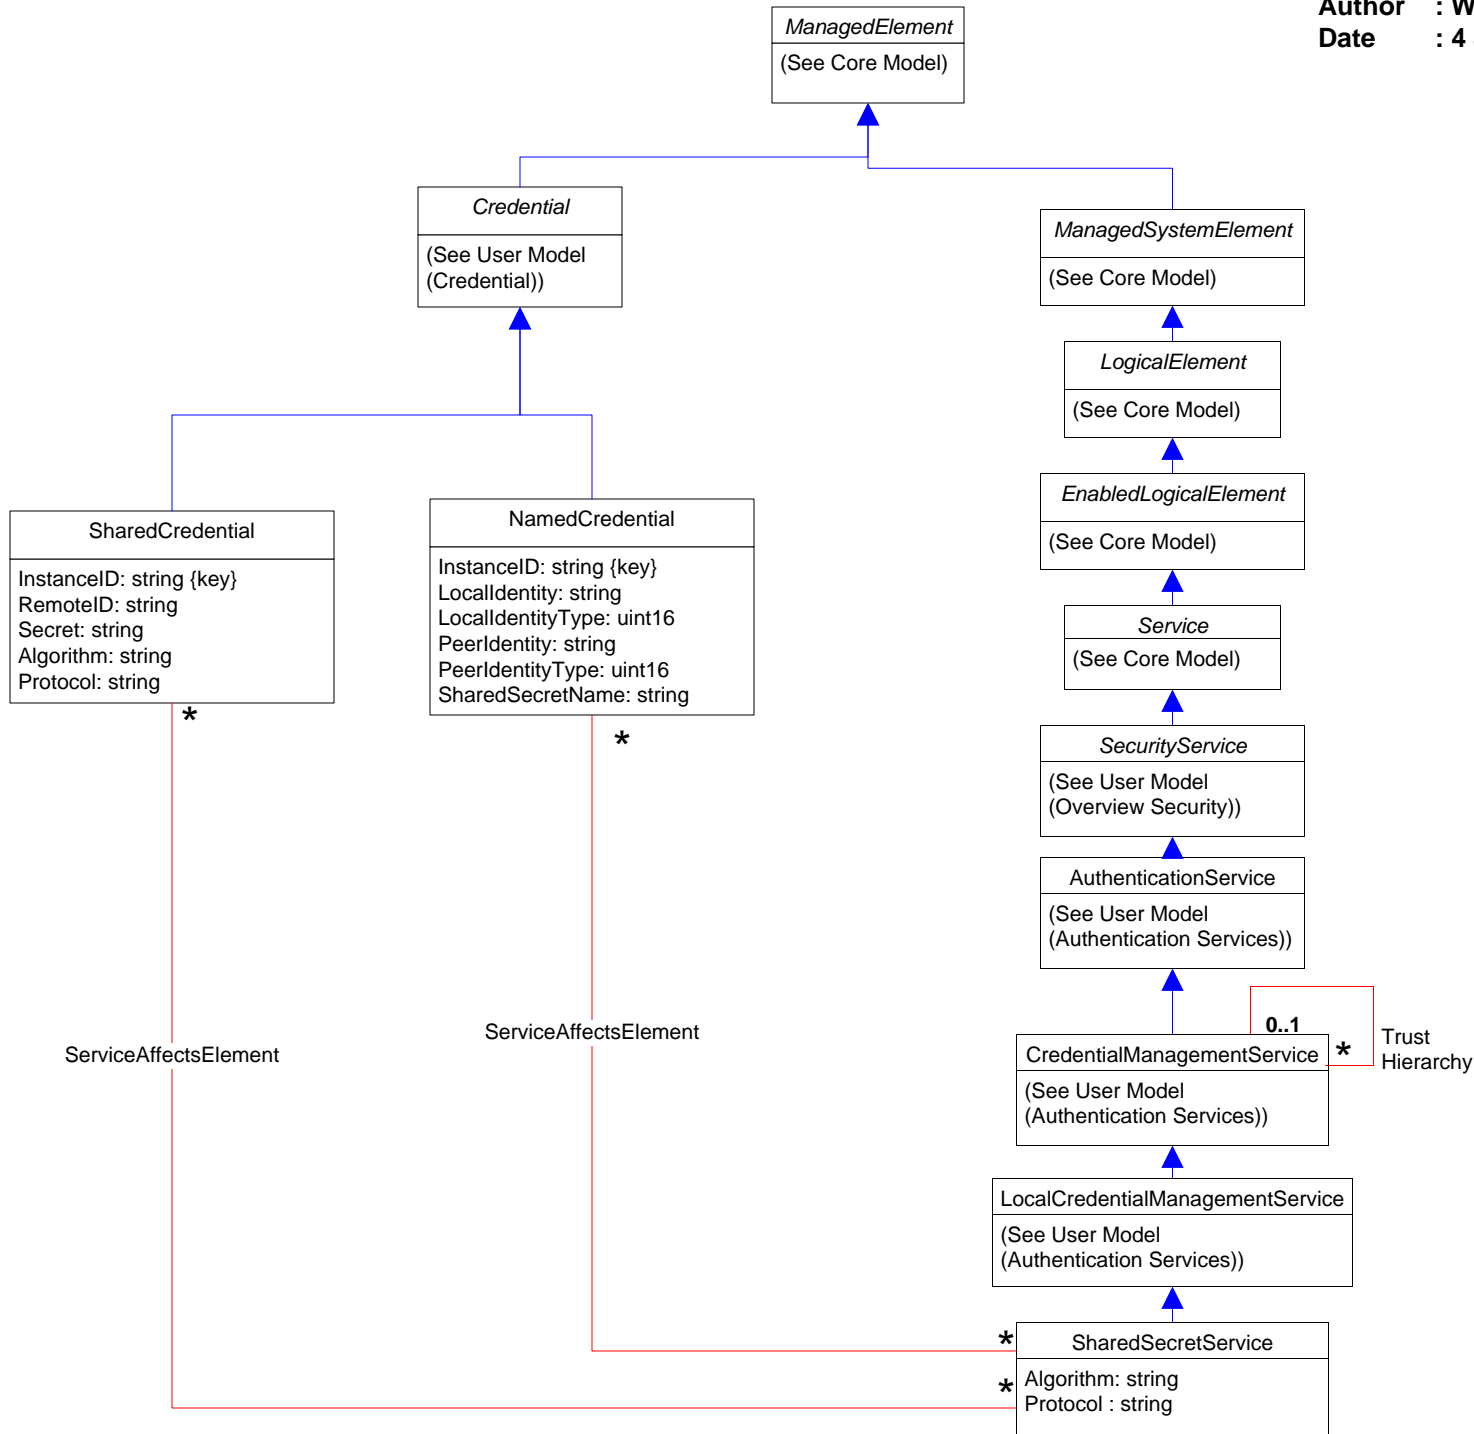 Author : W
Date : 4
ManagedElement
(See Core Model)
Credential
(See User Model
(Credential))
ManagedSystemElement
(See Core Model)
LogicalElement
(See Core Model)
EnabledLogicalElement
(See Core Model)
SharedCredential
InstanceID: string {key}
RemoteID: string
Secret: string
Algorithm: string
Protocol: string
*
NamedCredential
InstanceID: string {key}
LocalIdentity: string
LocalIdentityType: uint16
PeerIdentity: string
PeerIdentityType: uint16
SharedSecretName: string
*
Service
(See Core Model)
SecurityService
(See User Model
(Overview Security))
AuthenticationService
(See User Model
(Authentication Services))
ServiceAffectsElement
ServiceAffectsElement
0..1
*
Trust
Hierarchy
CredentialManagementService
(See User Model
(Authentication Services))
LocalCredentialManagementService
(See User Model
(Authentication Services))
*
*
SharedSecretService
Algorithm: string
Protocol : string